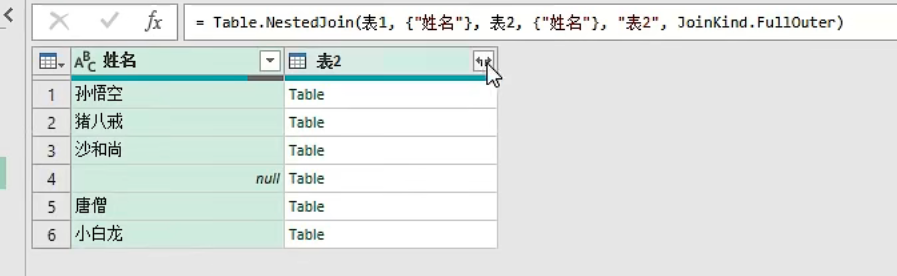 fx = Table.NestedJoin(表1, {"姓名"}, 表2, {"姓名"}, "表2", JoinKind.FullOuter)
ABC 姓名 表2
1 孙悟空 Table
2 猪八戒 Table
3 沙和尚 Table
4 null Table
5 唐僧 Table
6 小白龙 Table